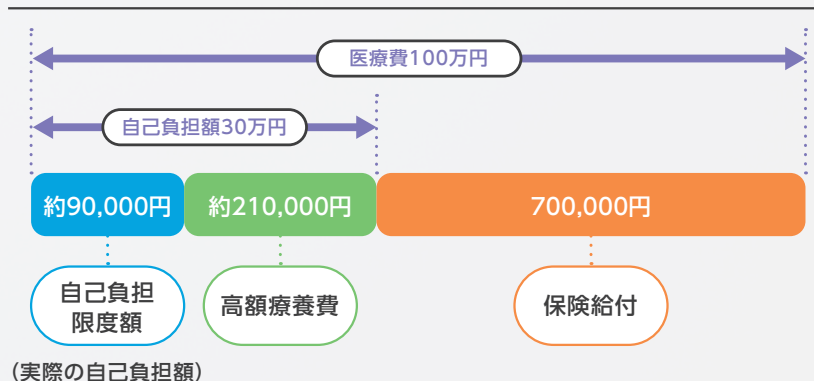 医療費100万円
自己負担額30万円
約90,000円
約210,000円
700,000円
自己負担
限度額
高額療養費
保険給付
(実際の自己負担額)